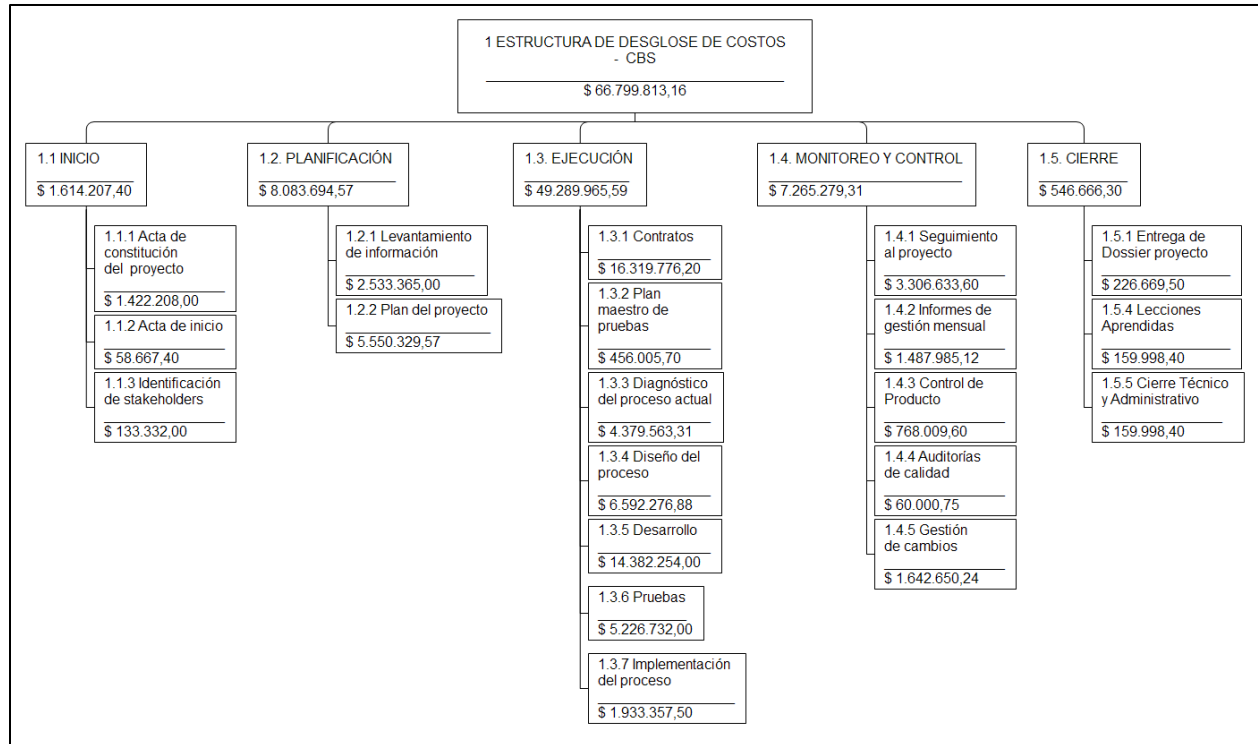 1 ESTRUCTURA DE DESGLOSE DE COSTOS
- CBS
$ 66.799.813,16
1.1 INICIO
$ 1.614.207,40
1.1.1 Acta de
constitución
del proyecto
$ 1.422.208,00
1.1.2 Acta de inicio
$ 58.667,40
1.1.3 Identificación
de stakeholders
$ 133.332,00
1.2. PLANIFICACIÓN
$ 8.083.694,57
1.2.1 Levantamiento
de información
$ 2.533.365,00
1.2.2 Plan del proyecto
$ 5.550.329,57
1.3. EJECUCIÓN
$ 49.289.965,59
1.3.1 Contratos
$ 16.319.776,20
1.3.2 Plan
maestro de
pruebas
$ 456.005,70
1.3.3 Diagnóstico
del proceso actual
$ 4.379.563,31
1.3.4 Diseño del
proceso
$ 6.592.276,88
1.3.5 Desarrollo
$ 14.382.254,00
1.3.6 Pruebas
$ 5.226.732,00
1.3.7 Implementación
del proceso
$ 1.933.357,50
1.4. MONITOREO Y CONTROL
$ 7.265.279,31
1.4.1 Seguimiento
al proyecto
$ 3.306.633,60
1.4.2 Informes de
gestión mensual
$ 1.487.985,12
1.4.3 Control de
Producto
$ 768.009,60
1.4.4 Auditorías
de calidad
$ 60.000,75
1.4.5 Gestión
de cambios
$ 1.642.650,24
1.5. CIERRE
$ 546.666,30
1.5.1 Entrega de
Dossier proyecto
$ 226.669,50
1.5.4 Lecciones
Aprendidas
$ 159.998,40
1.5.5 Cierre Técnico
y Administrativo
$ 159.998,40